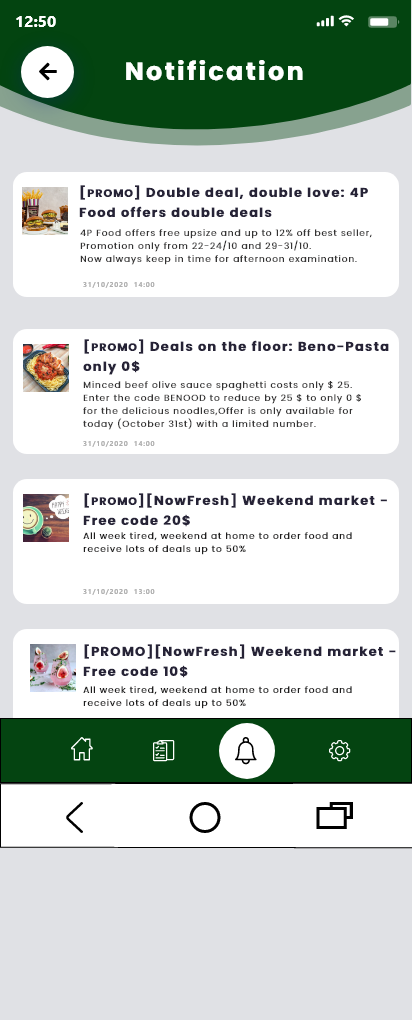 12:50
Notification
[PROMO] Double deal, double love: 4P
Food offers double deals
4P Food offers free upsize and up to 12% off best seller,
Promotion only from 22-24/10 and 29-31/10.
Now always keep in time for afternoon examination.
31/10/2020 14:00
[PROMO] Deals on the floor: Beno-Pasta
only 0$
Minced beef olive sauce spaghetti costs only $ 25.
Enter the code BENOOD to reduce by 25 $ to only 0 $
for the delicious noodles,Offer is only available for
today (October 31st) with a limited number.
31/10/2020 14:00
[PROMO][NowFresh] Weekend market -
Free code 20$
All week tired, weekend at home to order food and
receive lots of deals up to 50%
31/10/2020 13:00
[PROMO][NowFresh] Weekend market -
Free code 10$
All week tired, weekend at home to order food and
receive lots of deals up to 50%